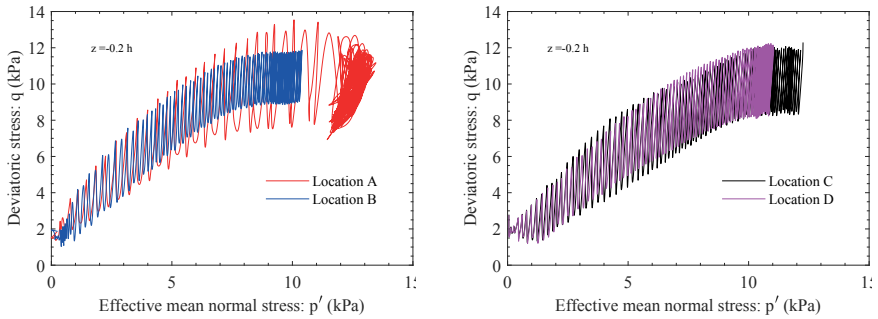 14
12
10
8
6
4
2
0
Deviatoric stress: q (kPa)
z =-0.2 h
Location A
Location B
0 5 10 15
Effective mean normal stress: p′ (kPa)
14
12
10
8
6
4
2
0
Deviatoric stress: q (kPa)
z =-0.2 h
Location C
Location D
0 5 10 15
Effective mean normal stress: p′ (kPa)